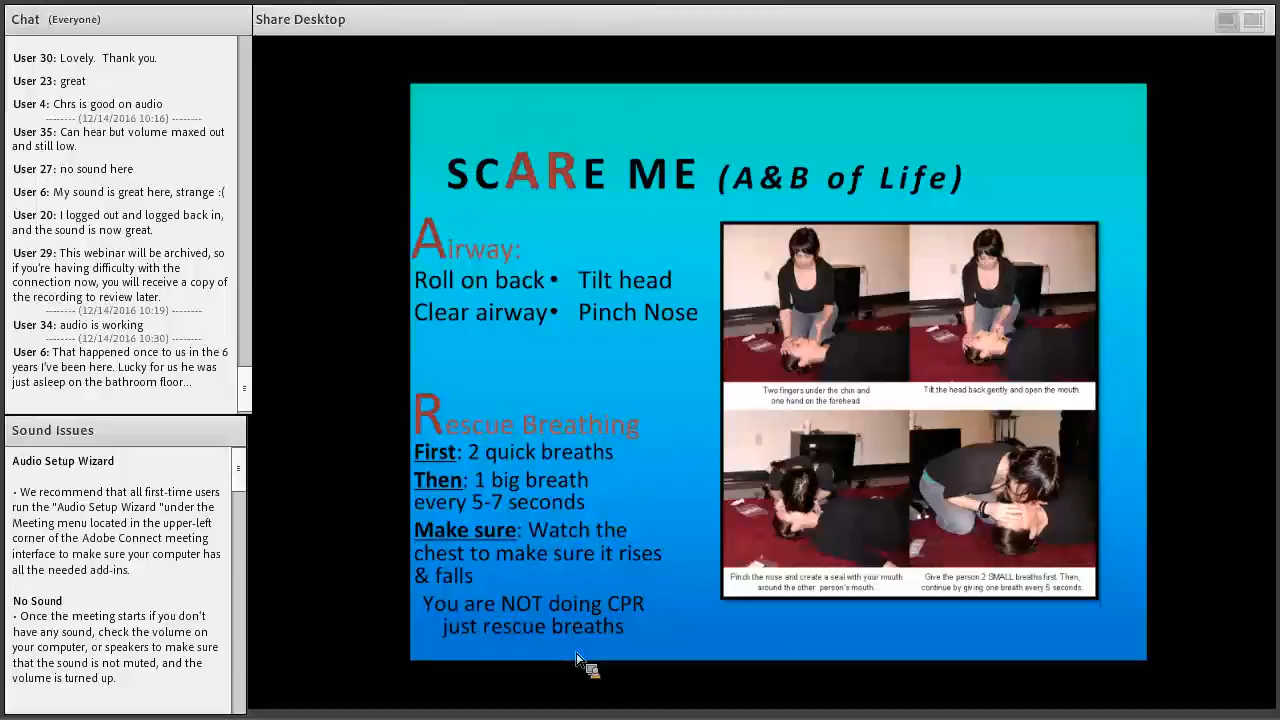 Chat (Everyone)
User 30: Lovely. Thank you.
User 23: great
User 4: Chrs is good on audio
-------- (12/14/2016 10:16) --------
User 35: Can hear but volume maxed out
and still low.
User 27: no sound here
User 6: My sound is great here, strange :(
User 20: I logged out and logged back in,
and the sound is now great.
User 29: This webinar will be archived, so
if you're having difficulty with the
connection now, you will receive a copy of
the recording to review later.
-------- (12/14/2016 10:19) --------
User 34: audio is working
-------- (12/14/2016 10:30) --------
User 6: That happened once to us in the 6
years I've been here. Lucky for us he was
just asleep on the bathroom floor...
Sound Issues
Audio Setup Wizard
• We recommend that all first-time users
run the "Audio Setup Wizard "under the
Meeting menu located in the upper-left
corner of the Adobe Connect meeting
interface to make sure your computer has
all the needed add-ins.
No Sound
• Once the meeting starts if you don't
have any sound, check the volume on
your computer, or speakers to make sure
that the sound is not muted, and the
volume is turned up.
Share Desktop
SCARE ME (A&B of Life)
Airway:
Roll on back • Tilt head
Clear airway • Pinch Nose
Rescue Breathing
First: 2 quick breaths
Then: 1 big breath
every 5-7 seconds
Make sure: Watch the
chest to make sure it rises
& falls
You are NOT doing CPR
just rescue breaths
Two fingers under the chin and
one hand on the forehead
Tilt the head back gently and open the mouth.
Pinch the nose and create a seal with your mouth
around the other person's mouth.
Give the person 2 SMALL breaths first. Then,
continue by giving one breath every 5 seconds.